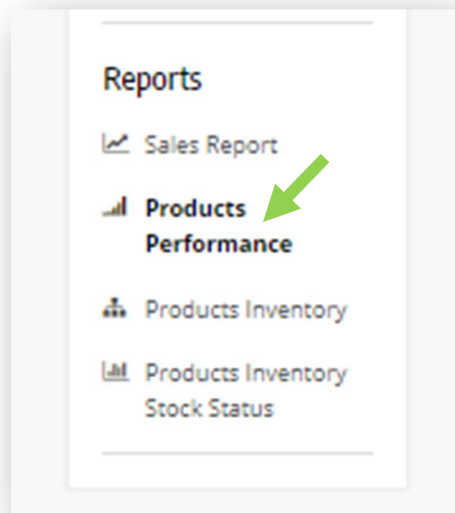 Reports
Sales Report
Products
Performance
Products Inventory
Products Inventory
Stock Status